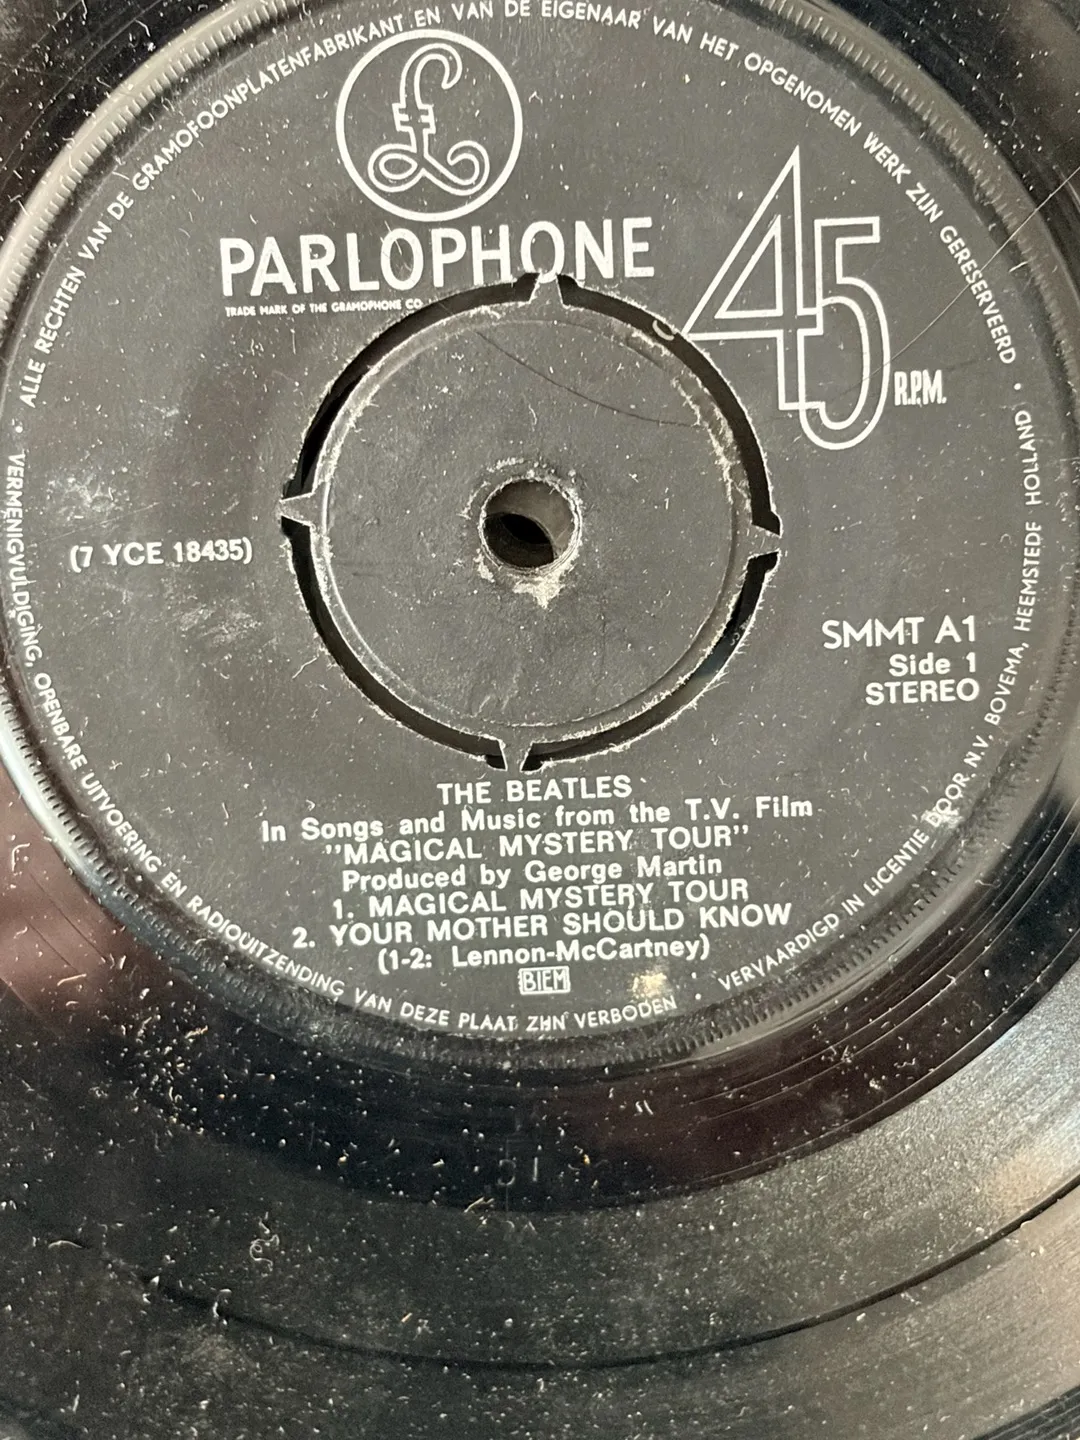 ALLE RECHTEN VAN DE GRAMOFOONPLATENFABRIKANT EN VAN DE EIGENAAR VAN HET OPGENOMEN WERK ZIJN GERESERVEERD •
£
PARLOPHONE
TRADE MARK OF THE GRAMOPHONE CO.
45 R.P.M.
(7 YCE 18435)
SMMT A1
Side 1
STEREO
THE BEATLES
In Songs and Music from the T.V. Film
"MAGICAL MYSTERY TOUR"
Produced by George Martin
1. MAGICAL MYSTERY TOUR
2. YOUR MOTHER SHOULD KNOW
(1-2: Lennon-McCartney)
BIEM
• VERMENIGVULDIGING, OPENBARE UITVOERING EN RADIOUITZENDING VAN DEZE PLAAT ZIJN VERBODEN •
VERVAARDIGD IN LICENTIE DOOR N.V. BOVEMA, HEEMSTEDE HOLLAND